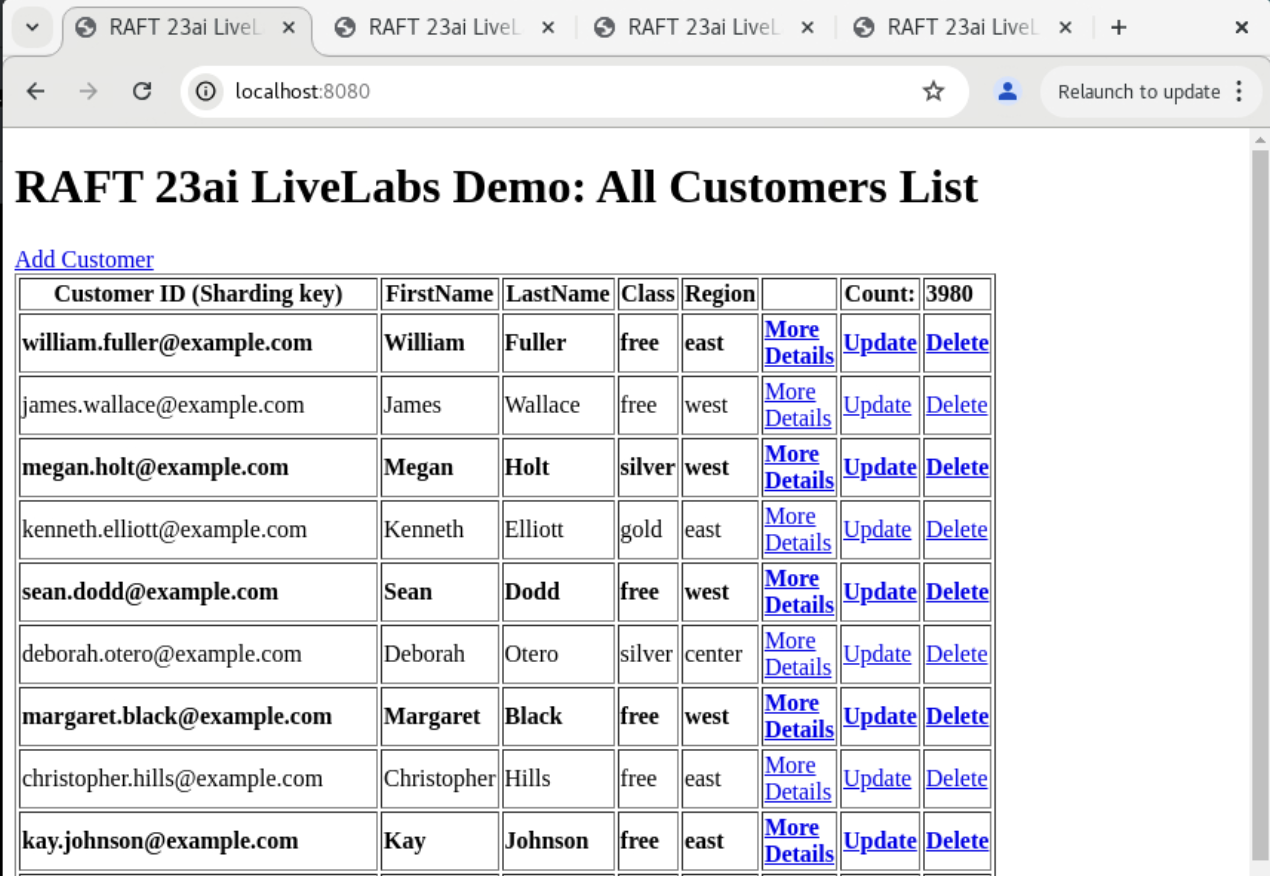 RAFT 23ai LiveL RAFT 23ai LiveL RAFT 23ai LiveL RAFT 23ai LiveL
localhost:8080 Relaunch to update
RAFT 23ai LiveLabs Demo: All Customers List
Add Customer
Customer ID (Sharding key) FirstName LastName Class Region Count: 3980
william.fuller@example.com William Fuller free east More Details Update Delete
james.wallace@example.com James Wallace free west More Details Update Delete
megan.holt@example.com Megan Holt silver west More Details Update Delete
kenneth.elliott@example.com Kenneth Elliott gold east More Details Update Delete
sean.dodd@example.com Sean Dodd free west More Details Update Delete
deborah.otero@example.com Deborah Otero silver center More Details Update Delete
margaret.black@example.com Margaret Black free west More Details Update Delete
christopher.hills@example.com Christopher Hills free east More Details Update Delete
kay.johnson@example.com Kay Johnson free east More Details Update Delete